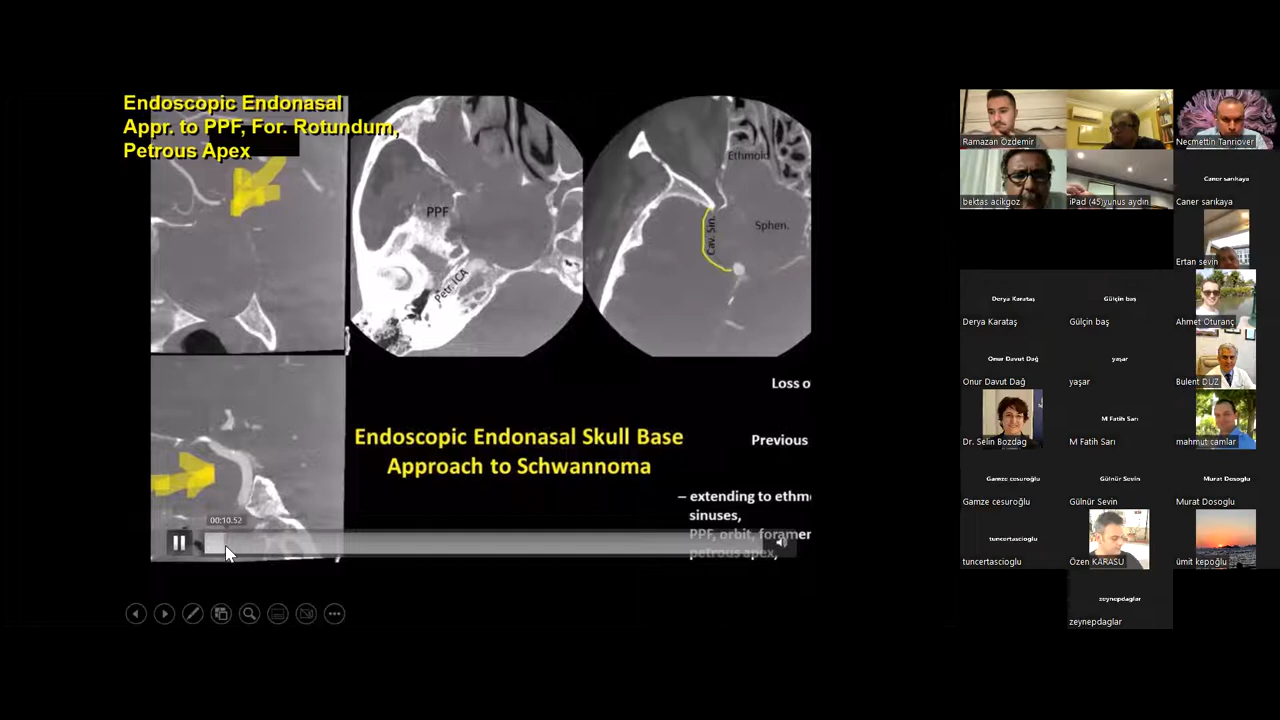 Endoscopic Endonasal
Appr. to PPF, For. Rotundum,
Petrous Apex
PPF
Petr ICA
Ethmoid
Cav. Sin.
Sphen.
Loss o
Endoscopic Endonasal Skull Base
Approach to Schwannoma
Previous
– extending to ethm
sinuses,
PPF, orbit, foramer
petrous apex,
00:10.52
Ramazan Özdemir
Necmettin Tanriover
bektas acikgoz
iPad (45)yunus aydin
Caner sarıkaya
Caner sarıkaya
Ertan sevin
Derya Karataş
Derya Karataş
Gülçin baş
Gülçin baş
Ahmet Oturanç
Onur Davut Dağ
Onur Davut Dağ
yaşar
yaşar
Bulent DUZ
Dr. Selin Bozdag
M Fatih Sarı
M Fatih Sarı
mahmut camlar
Gamze cesuroğlu
Gamze cesuroğlu
Gülnür Sevin
Gülnür Sevin
Murat Dosoglu
Murat Dosoglu
tuncertascioglu
tuncertascioglu
Özen KARASU
ümit kepoğlu
zeynepdaglar
zeynepdaglar